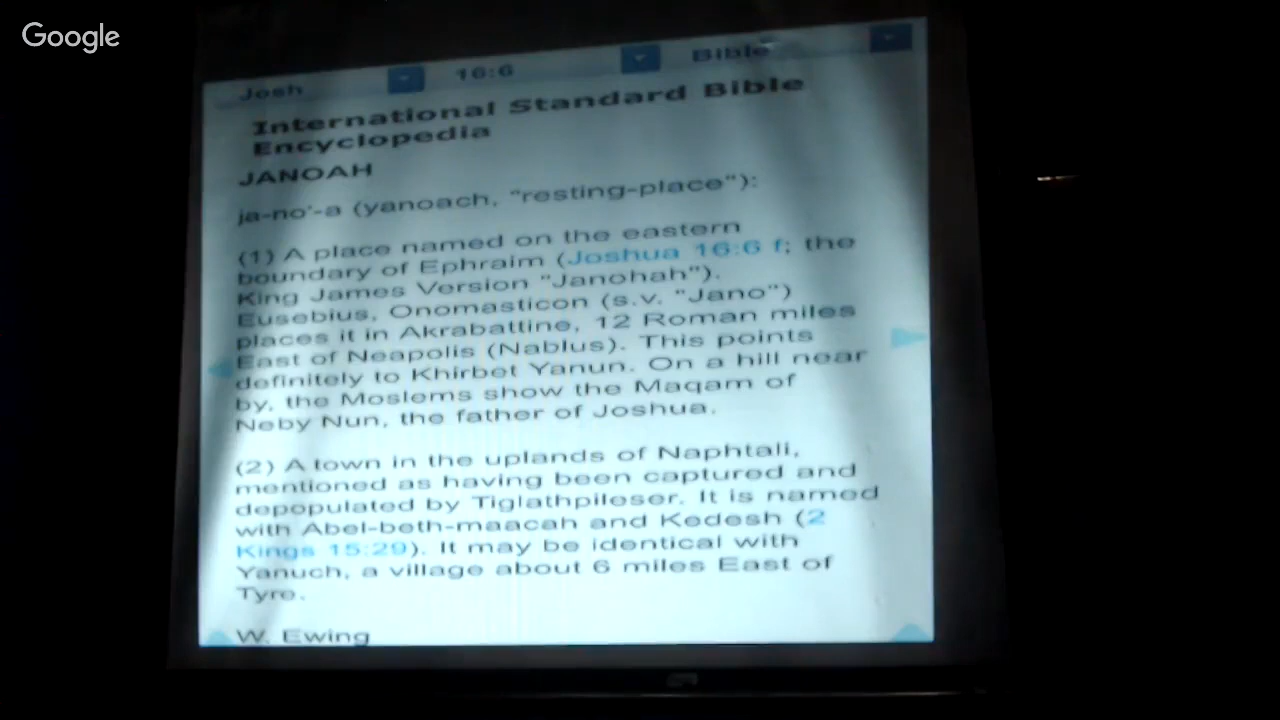 Google
Josh 16:6 Bible
International Standard Bible
Encyclopedia
JANOAH
ja-no'-a (yanoach, "resting-place"):
(1) A place named on the eastern
boundary of Ephraim (Joshua 16:6 f; the
King James Version "Janohah").
Eusebius, Onomasticon (s.v. "Jano")
places it in Akrabattine, 12 Roman miles
East of Neapolis (Nablus). This points
definitely to Khirbet Yanun. On a hill near
by, the Moslems show the Maqam of
Neby Nun, the father of Joshua.
(2) A town in the uplands of Naphtali,
mentioned as having been captured and
depopulated by Tiglathpileser. It is named
with Abel-beth-maacah and Kedesh (2
Kings 15:29). It may be identical with
Yanuch, a village about 6 miles East of
Tyre.
W. Ewing